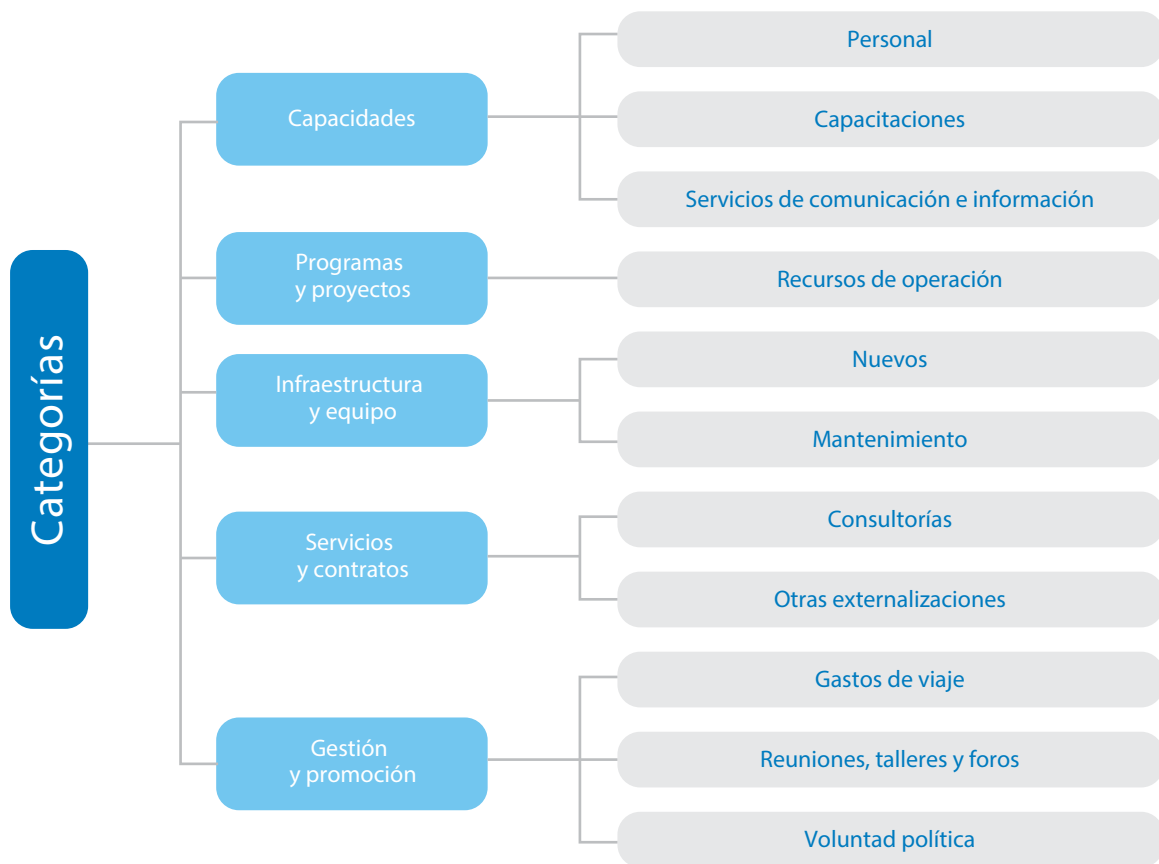 Categorías
Capacidades
Personal
Capacitaciones
Servicios de comunicación e información
Programas
y proyectos
Recursos de operación
Infraestructura
y equipo
Nuevos
Mantenimiento
Servicios
y contratos
Consultorías
Otras externalizaciones
Gestión
y promoción
Gastos de viaje
Reuniones, talleres y foros
Voluntad política